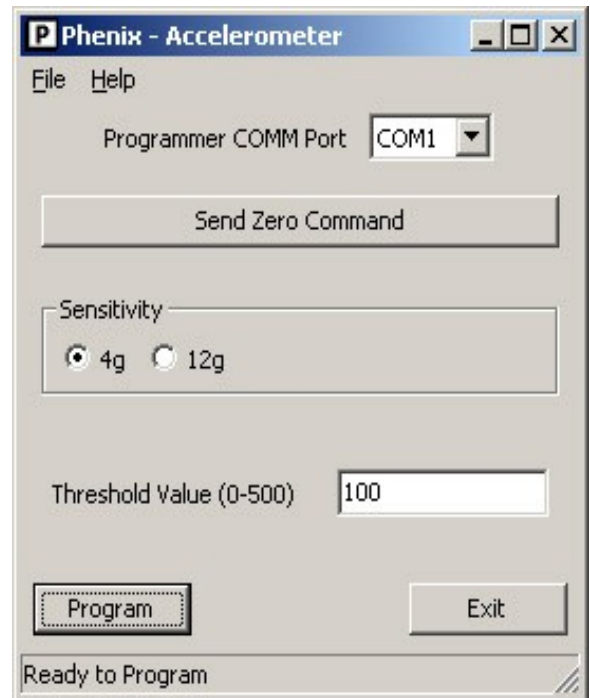 P Phenix - Accelerometer
File Help
Programmer COMM Port COM1
Send Zero Command
Sensitivity
4g 12g
Threshold Value (0-500) 100
Program Exit
Ready to Program